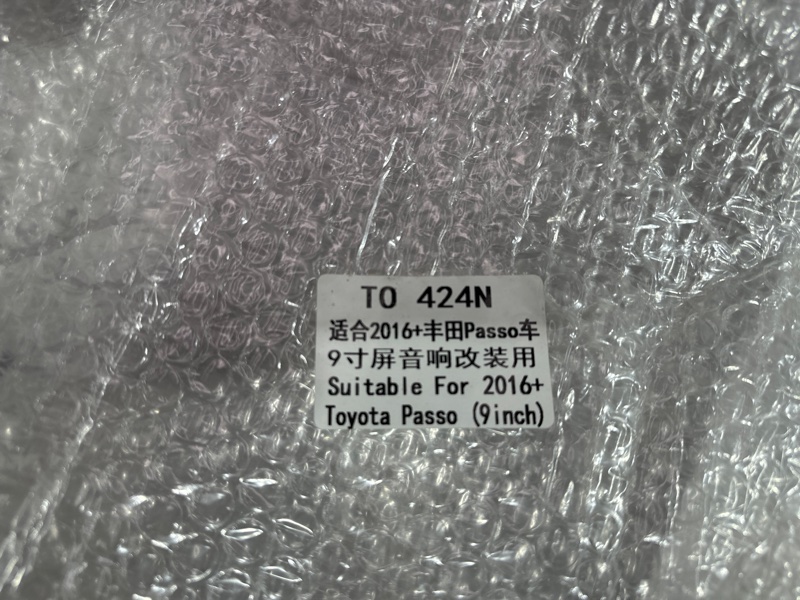 TO 424N
适合2016+丰田Passo车
9寸屏音响改装用
Suitable For 2016+
Toyota Passo (9inch)